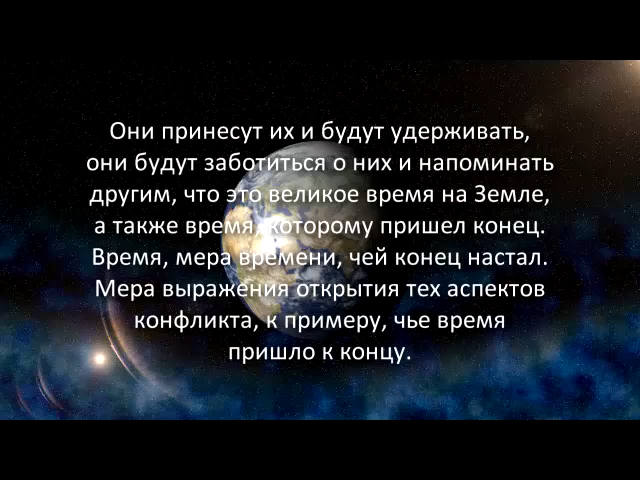 Они принесут их и будут удерживать,
они будут заботиться о них и напоминать
другим, что это великое время на Земле,
а также время, которому пришел конец.
Время, мера времени, чей конец настал.
Мера выражения открытия тех аспектов
конфликта, к примеру, чье время
пришло к концу.